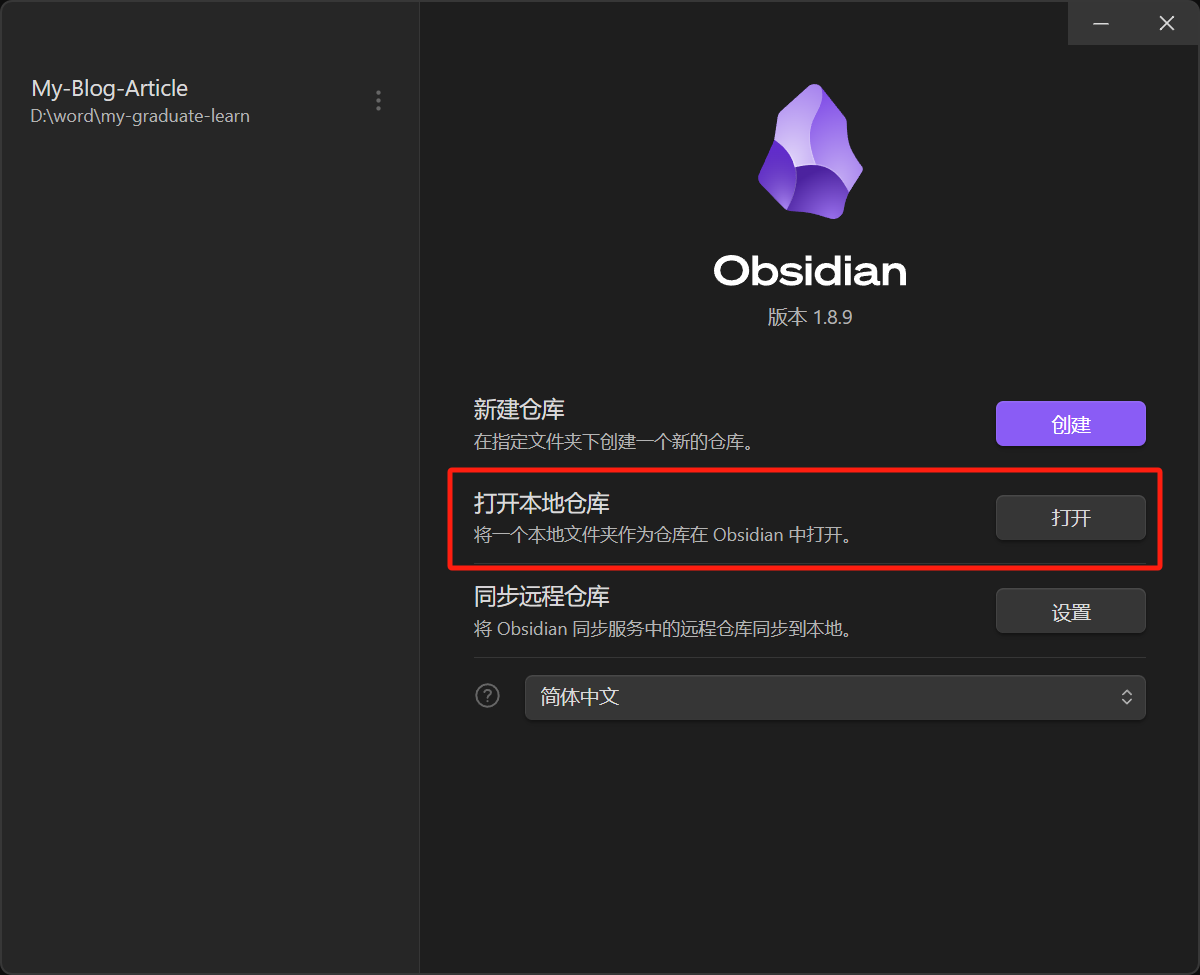 My-Blog-Article
D:\word\my-graduate-learn
Obsidian
版本 1.8.9
新建仓库
在指定文件夹下创建一个新的仓库。
创建
打开本地仓库
将一个本地文件夹作为仓库在 Obsidian 中打开。
打开
同步远程仓库
将 Obsidian 同步服务中的远程仓库同步到本地。
设置
?
简体中文